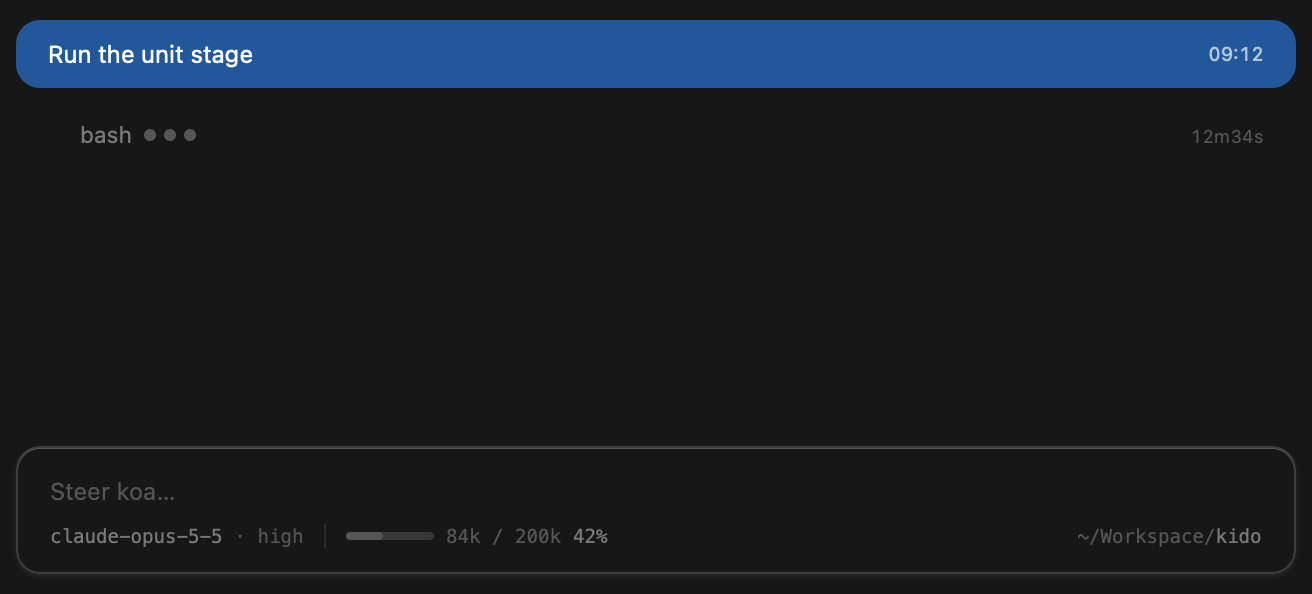 Run the unit stage 09:12
bash 12m34s
Steer koa...
claude-opus-5-5 · high 84k / 200k 42% ~/Workspace/kido